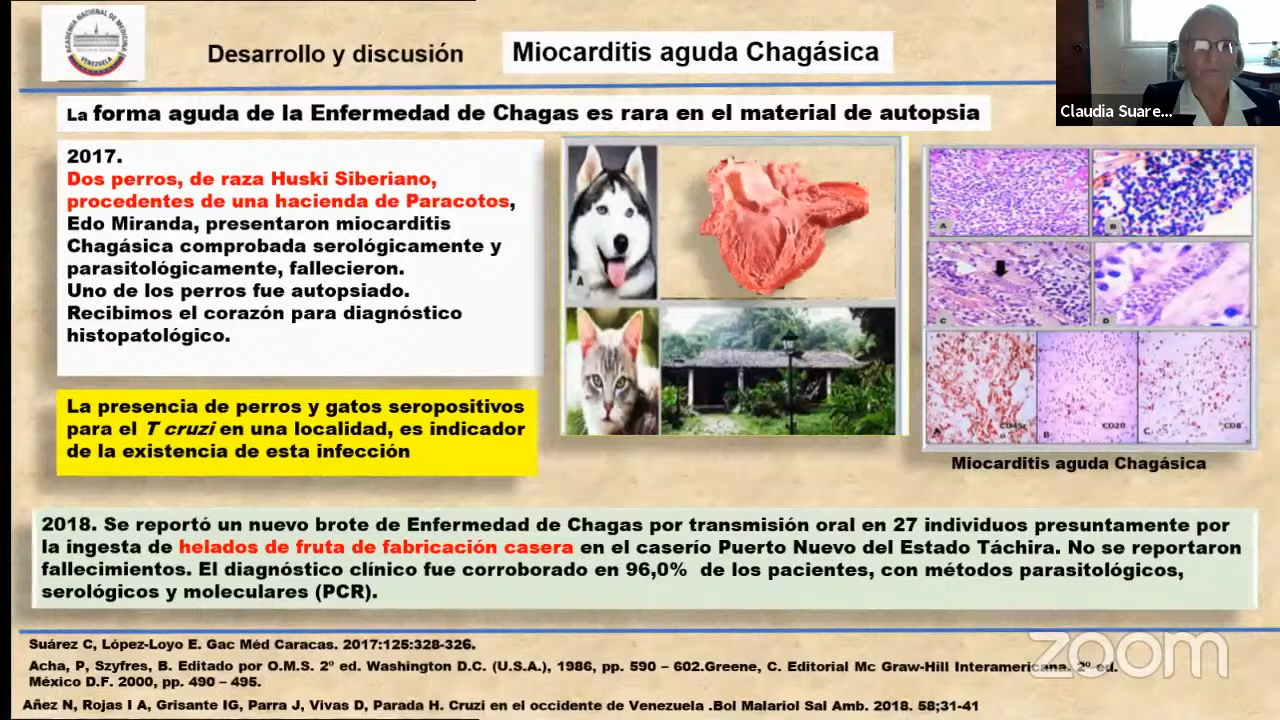 ACADEMIA NACIONAL DE MEDICINA
VENEZUELA
Desarrollo y discusión
Miocarditis aguda Chagásica
Claudia Suare...
La forma aguda de la Enfermedad de Chagas es rara en el material de autopsia
2017.
Dos perros, de raza Huski Siberiano,
procedentes de una hacienda de Paracotos,
Edo Miranda, presentaron miocarditis
Chagásica comprobada serológicamente y
parasitológicamente, fallecieron.
Uno de los perros fue autopsiado.
Recibimos el corazón para diagnóstico
histopatológico.
La presencia de perros y gatos seropositivos
para el T cruzi en una localidad, es indicador
de la existencia de esta infección
A
A
B
C
D
A
B
CD20
C
CD8
Miocarditis aguda Chagásica
2018. Se reportó un nuevo brote de Enfermedad de Chagas por transmisión oral en 27 individuos presuntamente por
la ingesta de helados de fruta de fabricación casera en el caserío Puerto Nuevo del Estado Táchira. No se reportaron
fallecimientos. El diagnóstico clínico fue corroborado en 96,0% de los pacientes, con métodos parasitológicos,
serológicos y moleculares (PCR).
Suárez C, López-Loyo E. Gac Méd Caracas. 2017:125:328-326.
Acha, P, Szyfres, B. Editado por O.M.S. 2º ed. Washington D.C. (U.S.A.), 1986, pp. 590 – 602.Greene, C. Editorial Mc Graw-Hill Interamericana. 2º ed.
México D.F. 2000, pp. 490 – 495.
Añez N, Rojas I A, Grisante IG, Parra J, Vivas D, Parada H. Cruzi en el occidente de Venezuela .Bol Malariol Sal Amb. 2018. 58;31-41
zoom